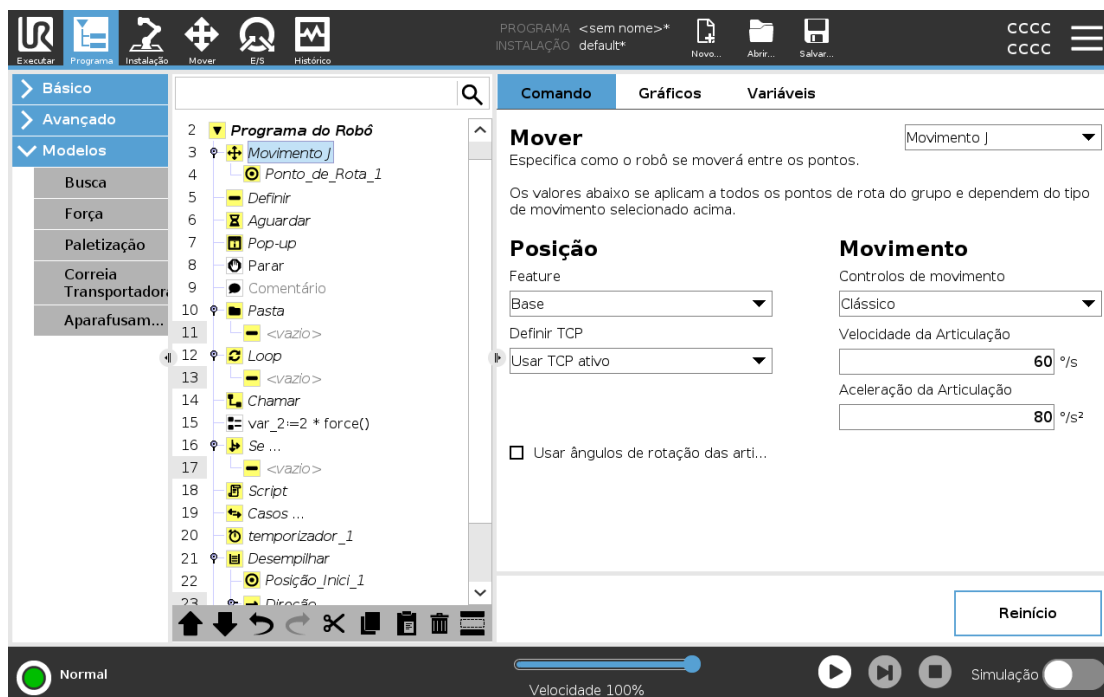 PROGRAMA <sem nome>*
INSTALAÇÃO default*
Executar
Programa
Instalação
Mover
E/S
Histórico
Novo...
Abrir...
Salvar...
CCCC
CCCC
Básico
Avançado
Modelos
Busca
Força
Paletização
Correia
Transportadora
Aparafusam...
2 Programa do Robô
3 Movimento J
4 Ponto_de_Rota_1
5 Definir
6 Aguardar
7 Pop-up
8 Parar
9 Comentário
10 Pasta
11 <vazio>
12 Loop
13 <vazio>
14 Chamar
15 var_2:=2 * force()
16 Se ...
17 <vazio>
18 Script
19 Casos ...
20 temporizador_1
21 Desempilhar
22 Posição_Inici_1
23 Direção
Comando Gráficos Variáveis
Mover
Movimento J
Especifica como o robô se moverá entre os pontos.
Os valores abaixo se aplicam a todos os pontos de rota do grupo e dependem do tipo
de movimento selecionado acima.
Posição
Feature
Base
Definir TCP
Usar TCP ativo
Usar ângulos de rotação das arti...
Movimento
Controlos de movimento
Clássico
Velocidade da Articulação
60 °/s
Aceleração da Articulação
80 °/s²
Reinício
Normal
Velocidade 100%
Simulação